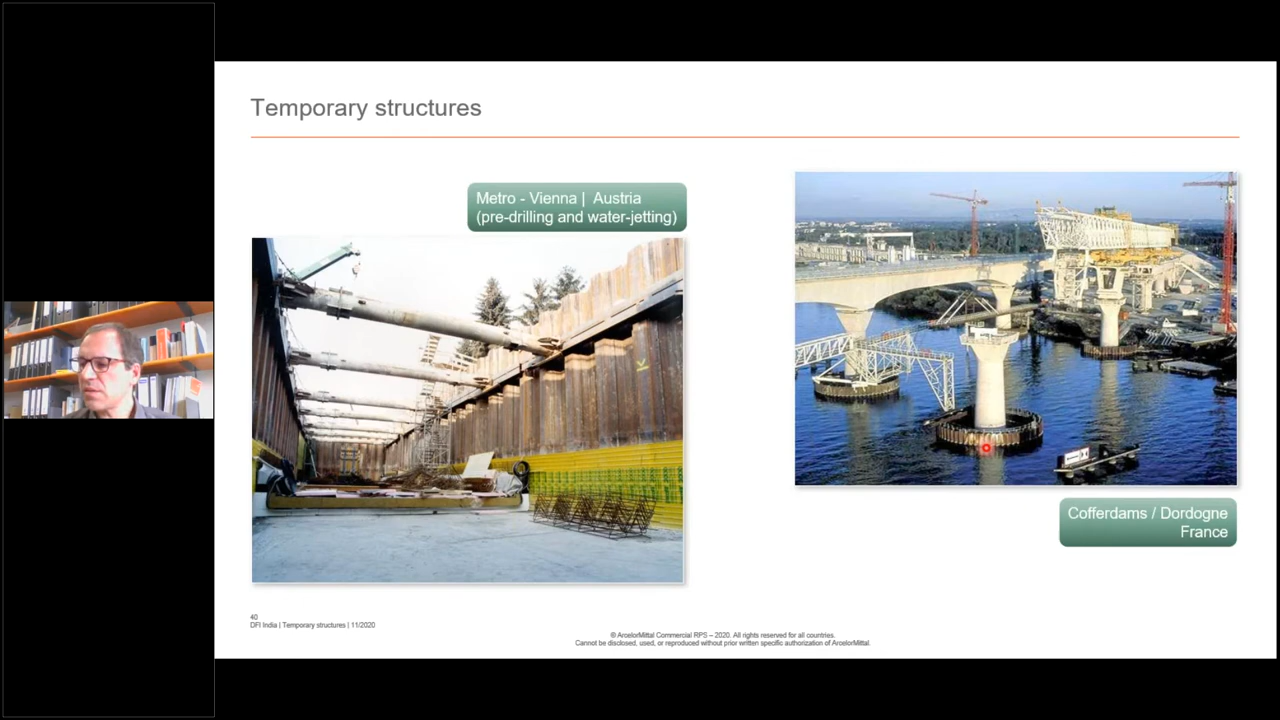 Temporary structures
Metro - Vienna | Austria
(pre-drilling and water-jetting)
Cofferdams / Dordogne
France
40
DFI India | Temporary structures | 11/2020
© ArcelorMittal Commercial RPS – 2020. All rights reserved for all countries.
Cannot be disclosed, used, or reproduced without prior written specific authorization of ArcelorMittal.